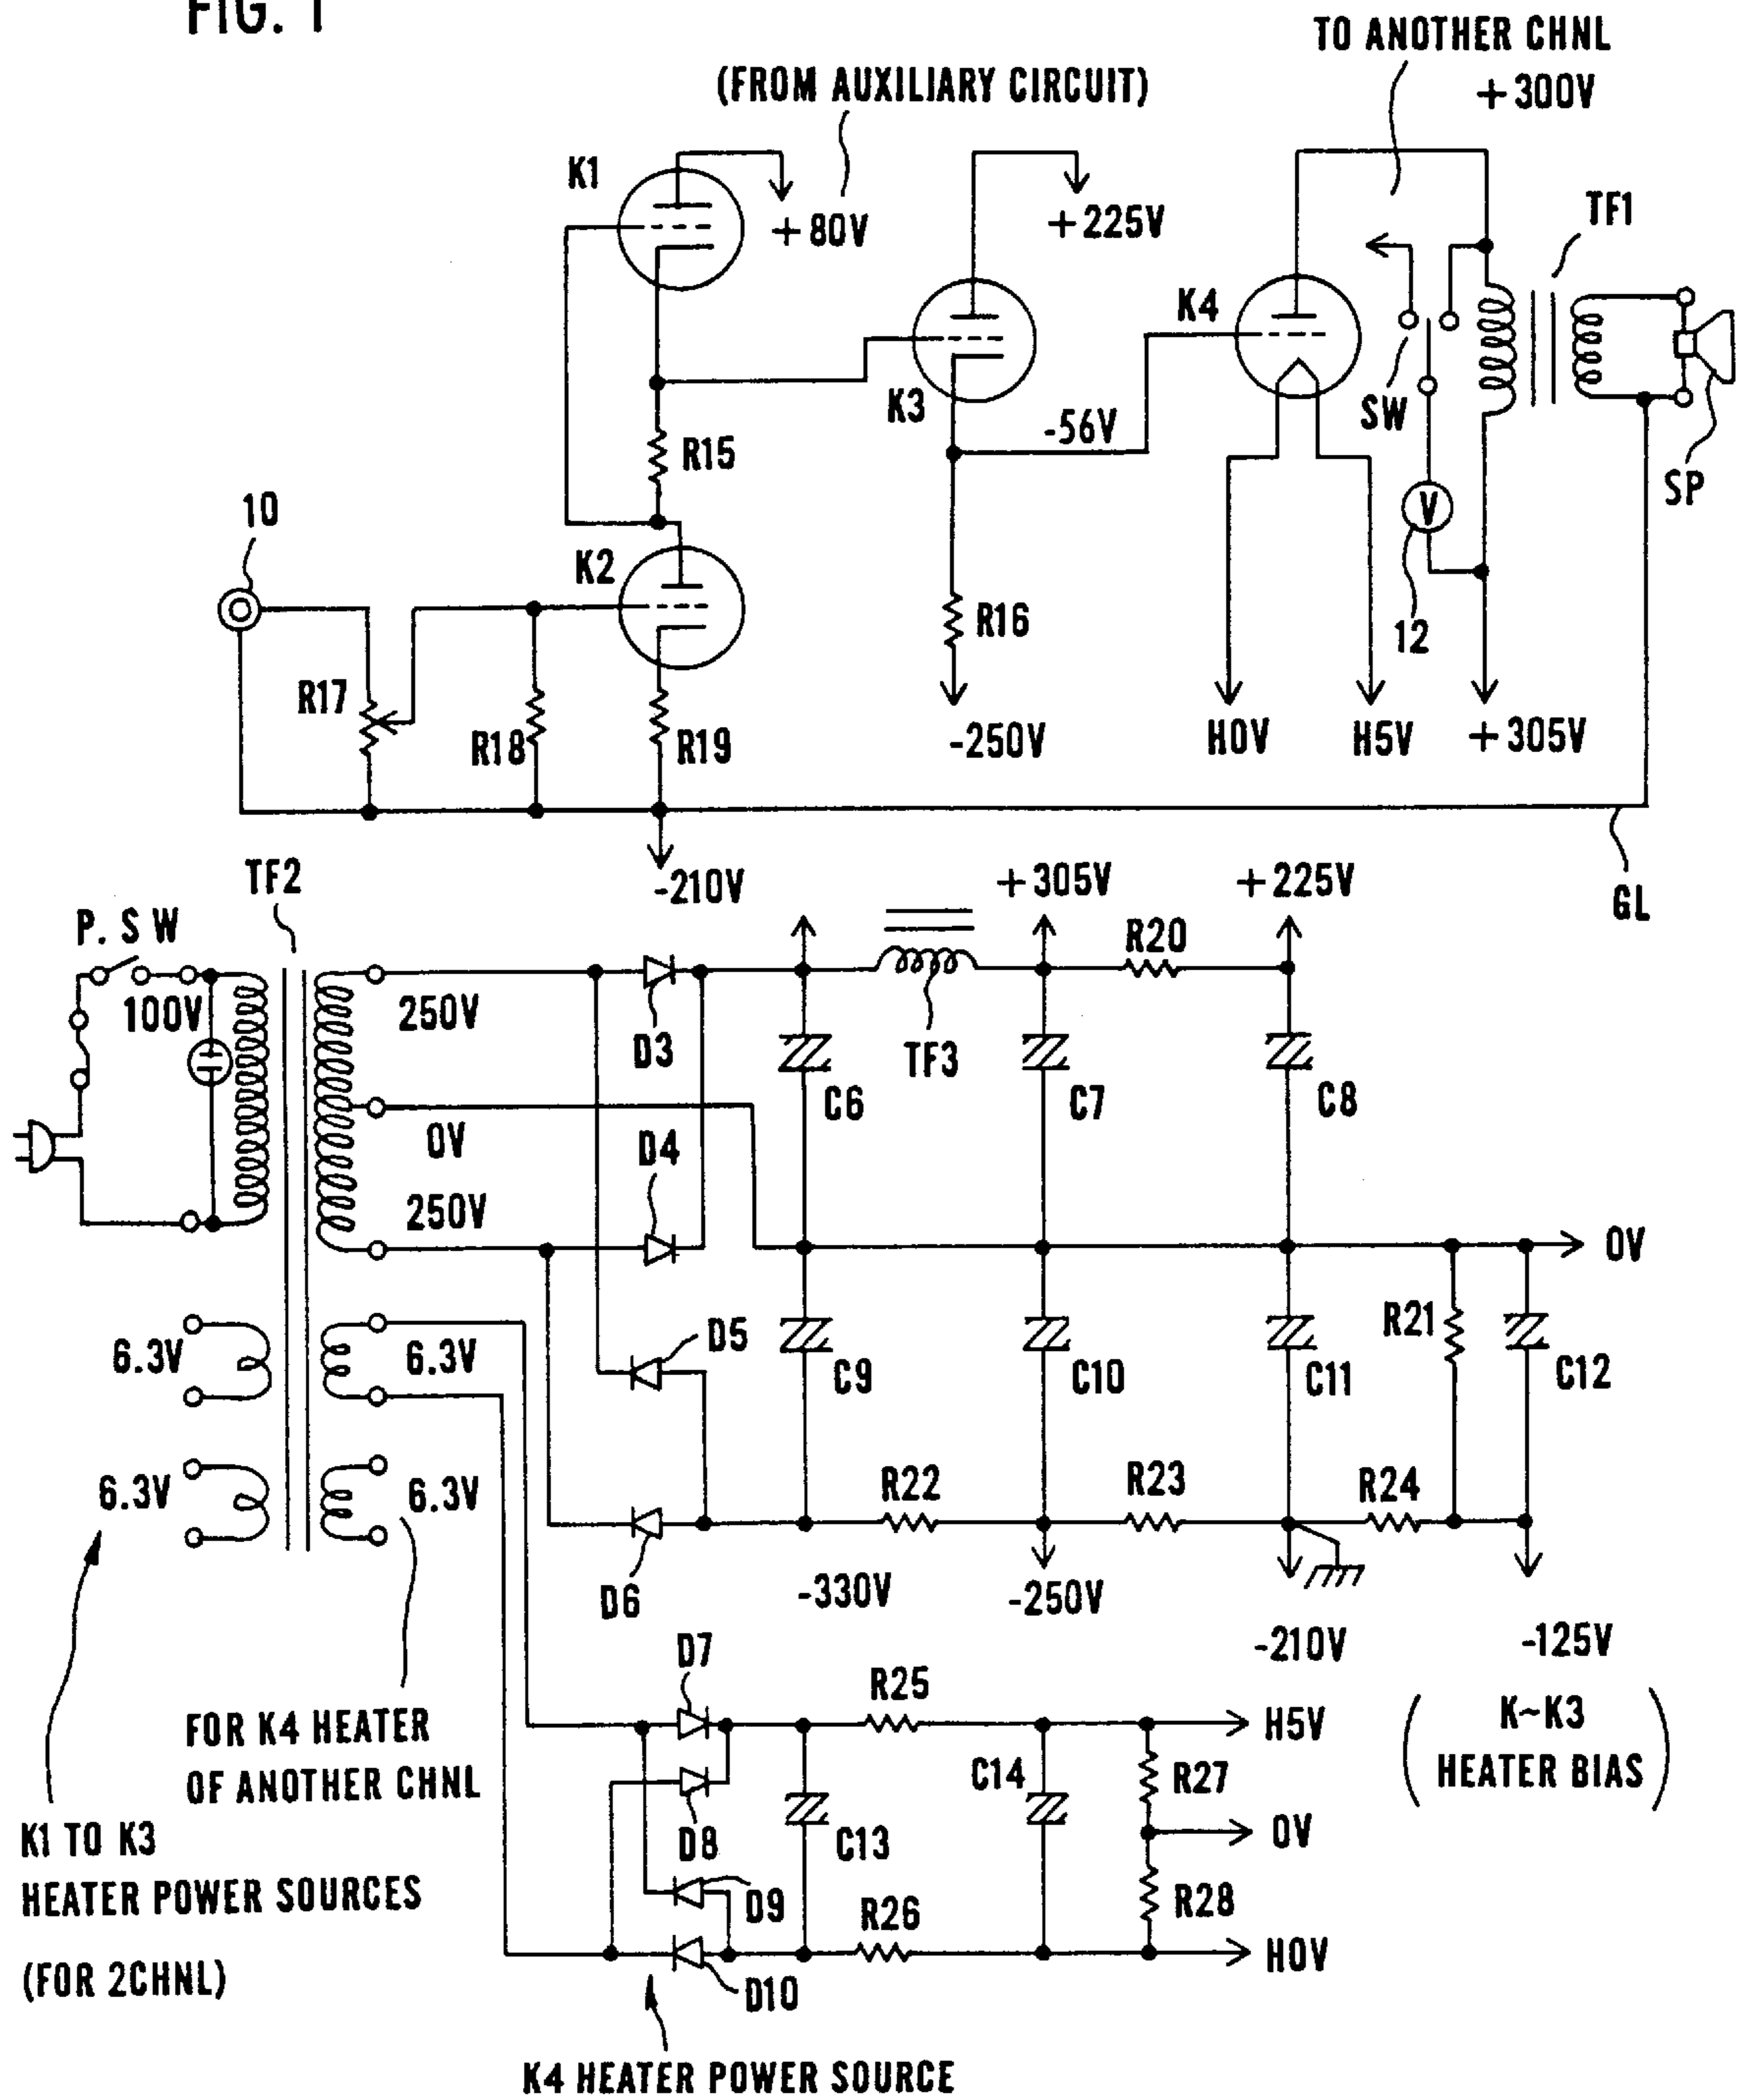 FIG. 1
TO ANOTHER CHNL
(FROM AUXILIARY CIRCUIT)
+300V
K1
+80V
+225V
TF1
K4
K3
-56V
SW
R15
SP
10
V
K2
R16
12
R17
R18
R19
-250V
H0V
H5V
+305V
-210V
GL
TF2
+305V
+225V
P. S W
R20
100V
250V
D3
TF3
C6
C7
C8
0V
D4
250V
0V
D5
R21
6.3V
6.3V
C9
C10
C11
C12
R22
R23
R24
6.3V
6.3V
D6
-330V
-250V
-210V
-125V
D7
R25
FOR K4 HEATER
OF ANOTHER CHNL
H5V
(K~K3
HEATER BIAS)
C14
R27
D8
C13
0V
K1 TO K3
HEATER POWER SOURCES
(FOR 2CHNL)
D9
R26
R28
H0V
D10
K4 HEATER POWER SOURCE